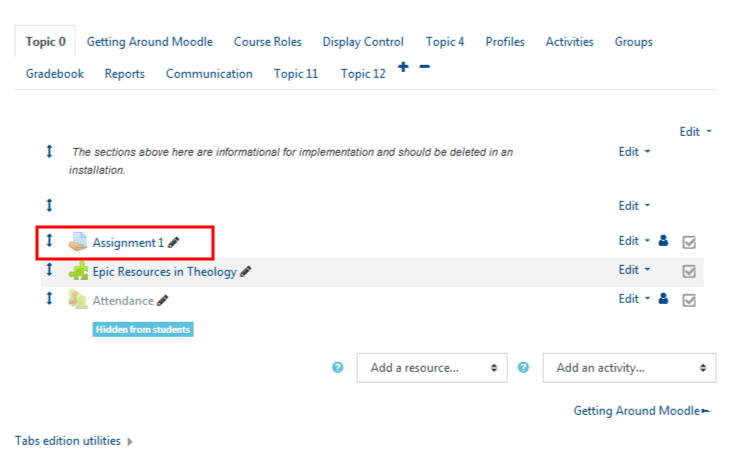 Topic 0 Getting Around Moodle Course Roles Display Control Topic 4 Profiles Activities Groups
Gradebook Reports Communication Topic 11 Topic 12 + −
Edit
The sections above here are informational for implementation and should be deleted in an Edit
installation.
Edit
Assignment 1 Edit
Epic Resources in Theology Edit
Attendance Edit
Hidden from students
? Add a resource... ? Add an activity...
Getting Around Moodle
Tabs edition utilities